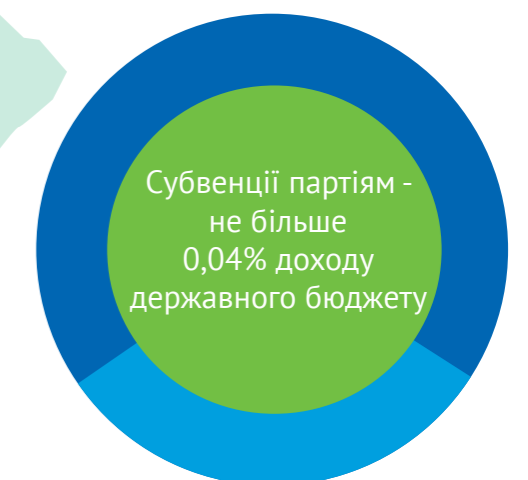 Субвенції партіям -
не більше
0,04% доходу
державного бюджету